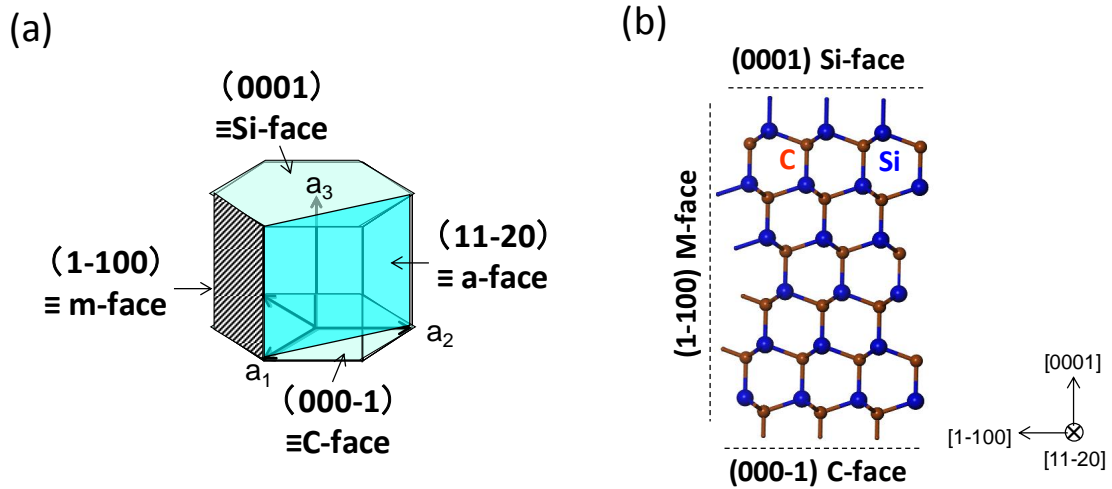 (a)
(0001)
≡Si-face
a3
(1-100)
≡ m-face
(11-20)
≡ a-face
a2
a1
(000-1)
≡C-face
(b)
(0001) Si-face
C
Si
(1-100) M-face
[0001]
[1-100]
[11-20]
(000-1) C-face